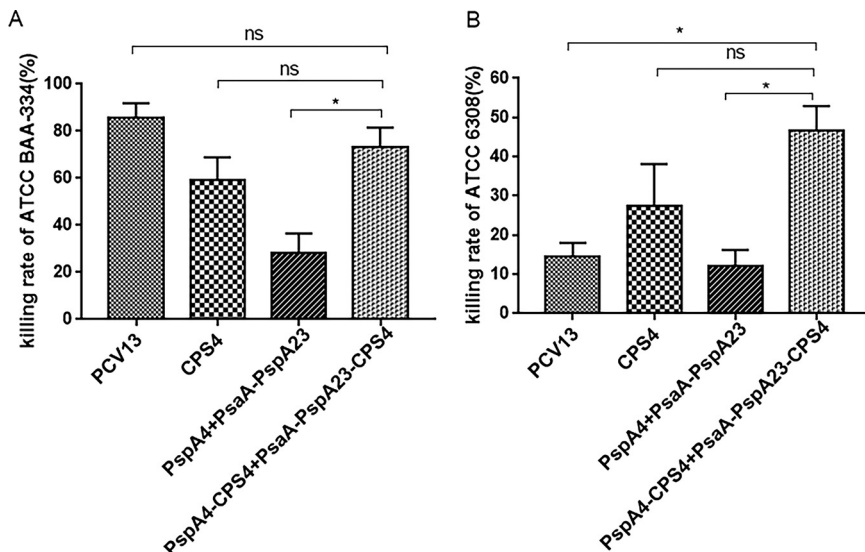 A
ns
ns
*
killing rate of ATCC BAA-334(%)
100
80
60
40
20
0
PCV13
CPS4
PspA4+PsaA-PspA23
PspA4-CPS4+PsaA-PspA23-CPS4
B
*
ns
*
killing rate of ATCC 6308(%)
60
50
40
30
20
10
0
PCV13
CPS4
PspA4+PsaA-PspA23
PspA4-CPS4+PsaA-PspA23-CPS4